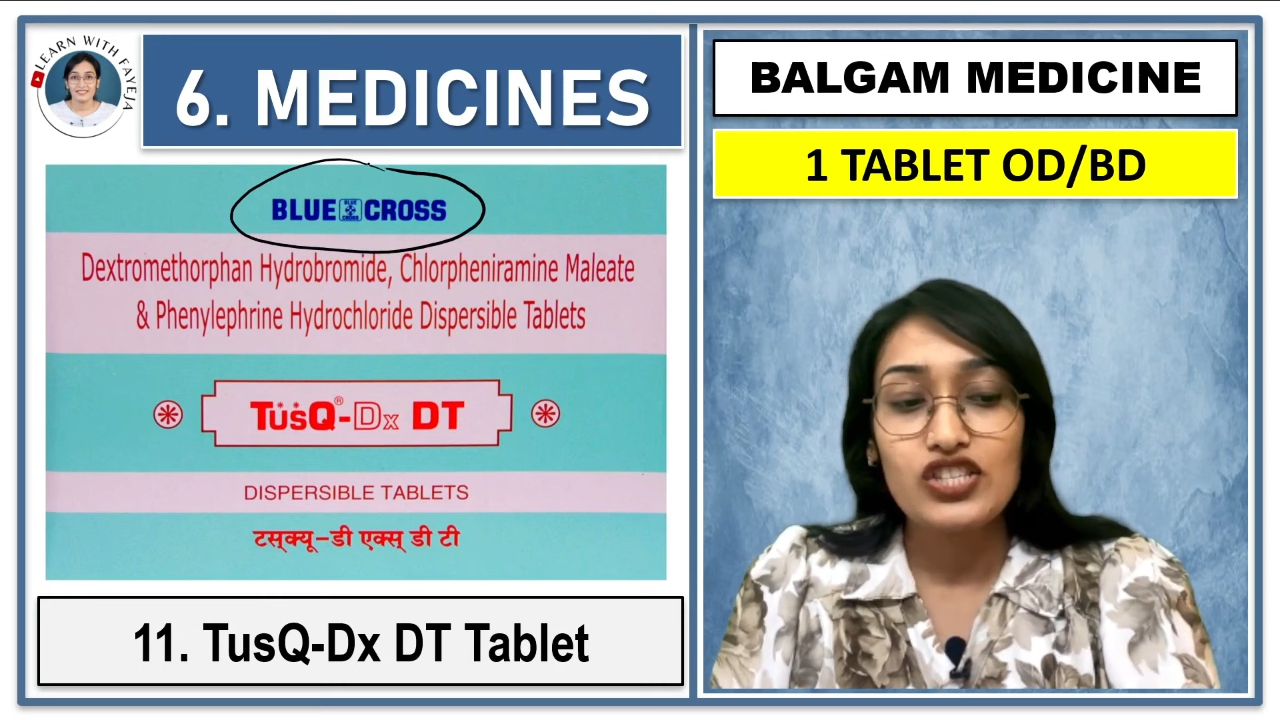 LEARN WITH FAYEJA
6. MEDICINES
BLUE CROSS
Dextromethorphan Hydrobromide, Chlorpheniramine Maleate
& Phenylephrine Hydrochloride Dispersible Tablets
TusQ®-Dx DT
DISPERSIBLE TABLETS
टस्क्यू-डी एक्स् डी टी
11. TusQ-Dx DT Tablet
BALGAM MEDICINE
1 TABLET OD/BD